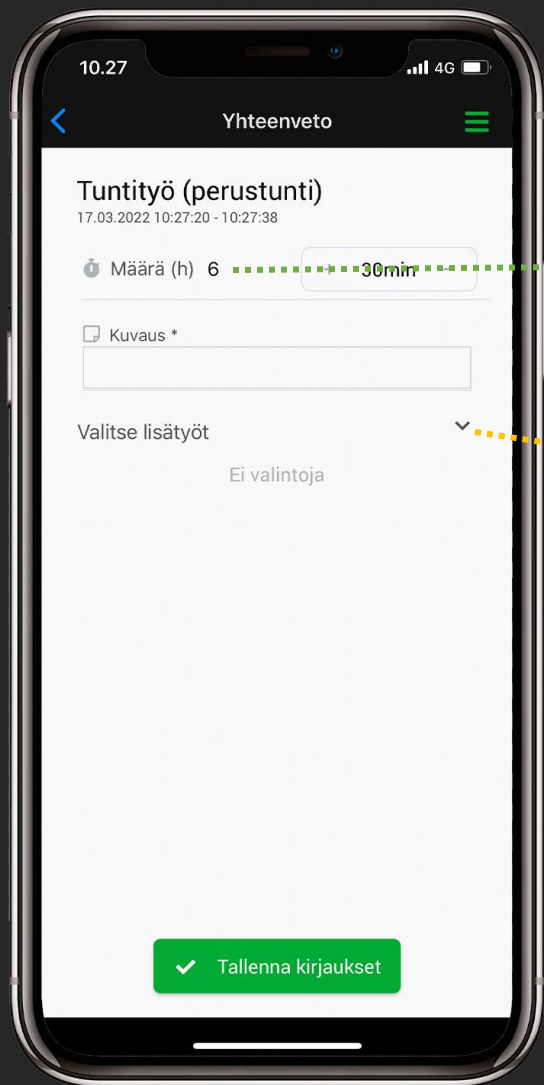 10.27 4G
Yhteenveto
Tuntityö (perustunti)
17.03.2022 10:27:20 - 10:27:38
Määrä (h) 6 + 30min -
Kuvaus *
Valitse lisätyöt
Ei valintoja
Tallenna kirjaukset